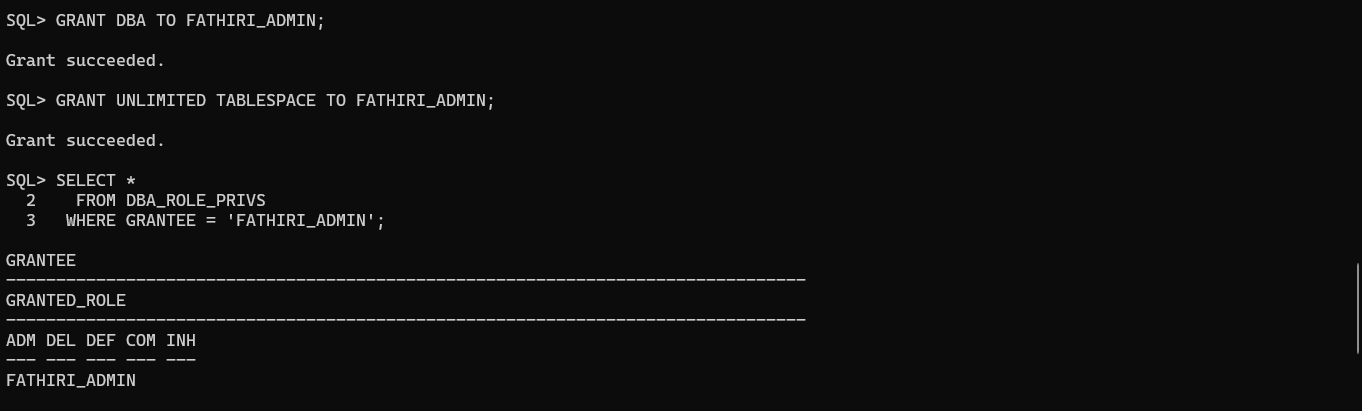 SQL> GRANT DBA TO FATHIRI_ADMIN;
Grant succeeded.
SQL> GRANT UNLIMITED TABLESPACE TO FATHIRI_ADMIN;
Grant succeeded.
SQL> SELECT *
  2    FROM DBA_ROLE_PRIVS
  3   WHERE GRANTEE = 'FATHIRI_ADMIN';
GRANTEE
--------------------------------------------------------------------------------
GRANTED_ROLE
--------------------------------------------------------------------------------
ADM DEL DEF COM INH
--- --- --- --- ---
FATHIRI_ADMIN